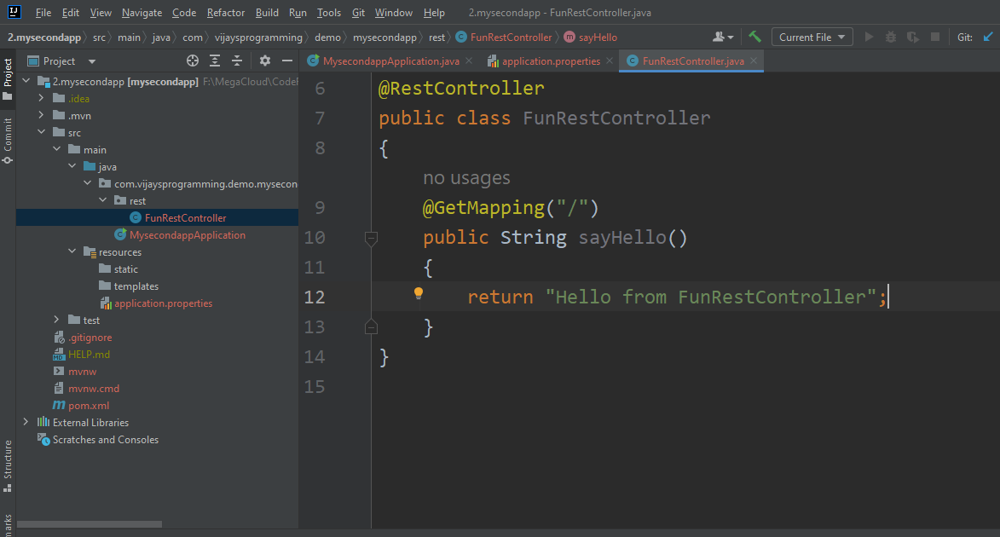 File Edit View Navigate Code Refactor Build Run Tools Git Window Help 2.mysecondapp - FunRestController.java
2.mysecondapp src main java com vijaysprogramming demo mysecondapp rest FunRestController sayHello Current File Git:
Project
MysecondappApplication.java application.properties FunRestController.java
Project
Commit
Structure
marks
2.mysecondapp [mysecondapp] F:\MegaCloud\CodeF
.idea
.mvn
src
main
java
com.vijaysprogramming.demo.mysecon
rest
FunRestController
MysecondappApplication
resources
static
templates
application.properties
test
.gitignore
HELP.md
mvnw
mvnw.cmd
pom.xml
External Libraries
Scratches and Consoles
6 @RestController
7 public class FunRestController
8 {
no usages
9 @GetMapping("/")
10 public String sayHello()
11 {
12 return "Hello from FunRestController";
13 }
14 }
15